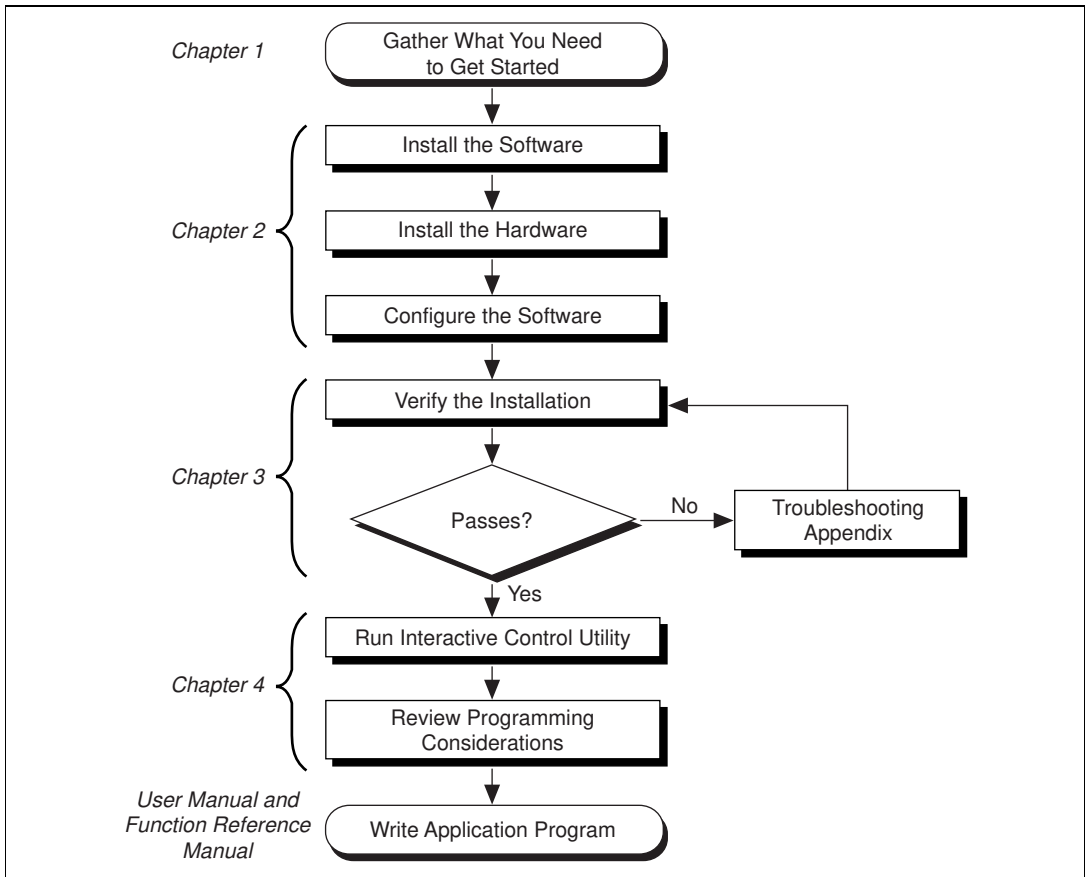 Chapter 1
Gather What You Need
to Get Started
Install the Software
Chapter 2
Install the Hardware
Configure the Software
Verify the Installation
Chapter 3
Passes?
No
Troubleshooting
Appendix
Yes
Run Interactive Control Utility
Chapter 4
Review Programming
Considerations
User Manual and
Function Reference
Manual
Write Application Program